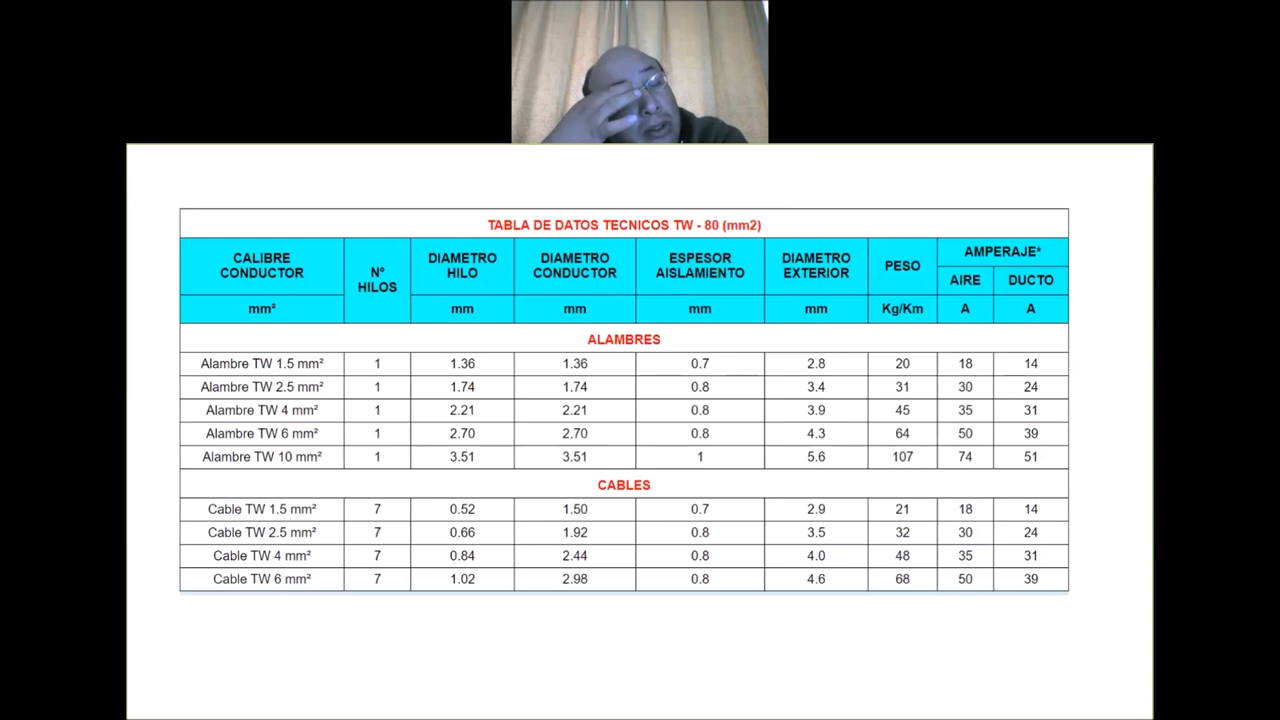 TABLA DE DATOS TECNICOS TW - 80 (mm2)
CALIBRE CONDUCTOR Nº HILOS DIAMETRO HILO DIAMETRO CONDUCTOR ESPESOR AISLAMIENTO DIAMETRO EXTERIOR PESO AMPERAJE*
AIRE DUCTO
mm² mm mm mm mm Kg/Km A A
ALAMBRES
Alambre TW 1.5 mm² 1 1.36 1.36 0.7 2.8 20 18 14
Alambre TW 2.5 mm² 1 1.74 1.74 0.8 3.4 31 30 24
Alambre TW 4 mm² 1 2.21 2.21 0.8 3.9 45 35 31
Alambre TW 6 mm² 1 2.70 2.70 0.8 4.3 64 50 39
Alambre TW 10 mm² 1 3.51 3.51 1 5.6 107 74 51
CABLES
Cable TW 1.5 mm² 7 0.52 1.50 0.7 2.9 21 18 14
Cable TW 2.5 mm² 7 0.66 1.92 0.8 3.5 32 30 24
Cable TW 4 mm² 7 0.84 2.44 0.8 4.0 48 35 31
Cable TW 6 mm² 7 1.02 2.98 0.8 4.6 68 50 39